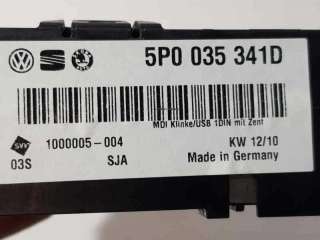 5P0 035 341D
MDI Klinke/USB 1DIN mit Zent
1000005-004
KW 12/10
03S
SJA
Made in Germany